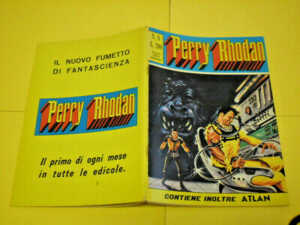 IL NUOVO FUMETTO
DI FANTASCIENZA
Perry Rhodan
Il primo di ogni mese
in tutte le edicole.
Perry Rhodan
CONTIENE INOLTRE ATLAN